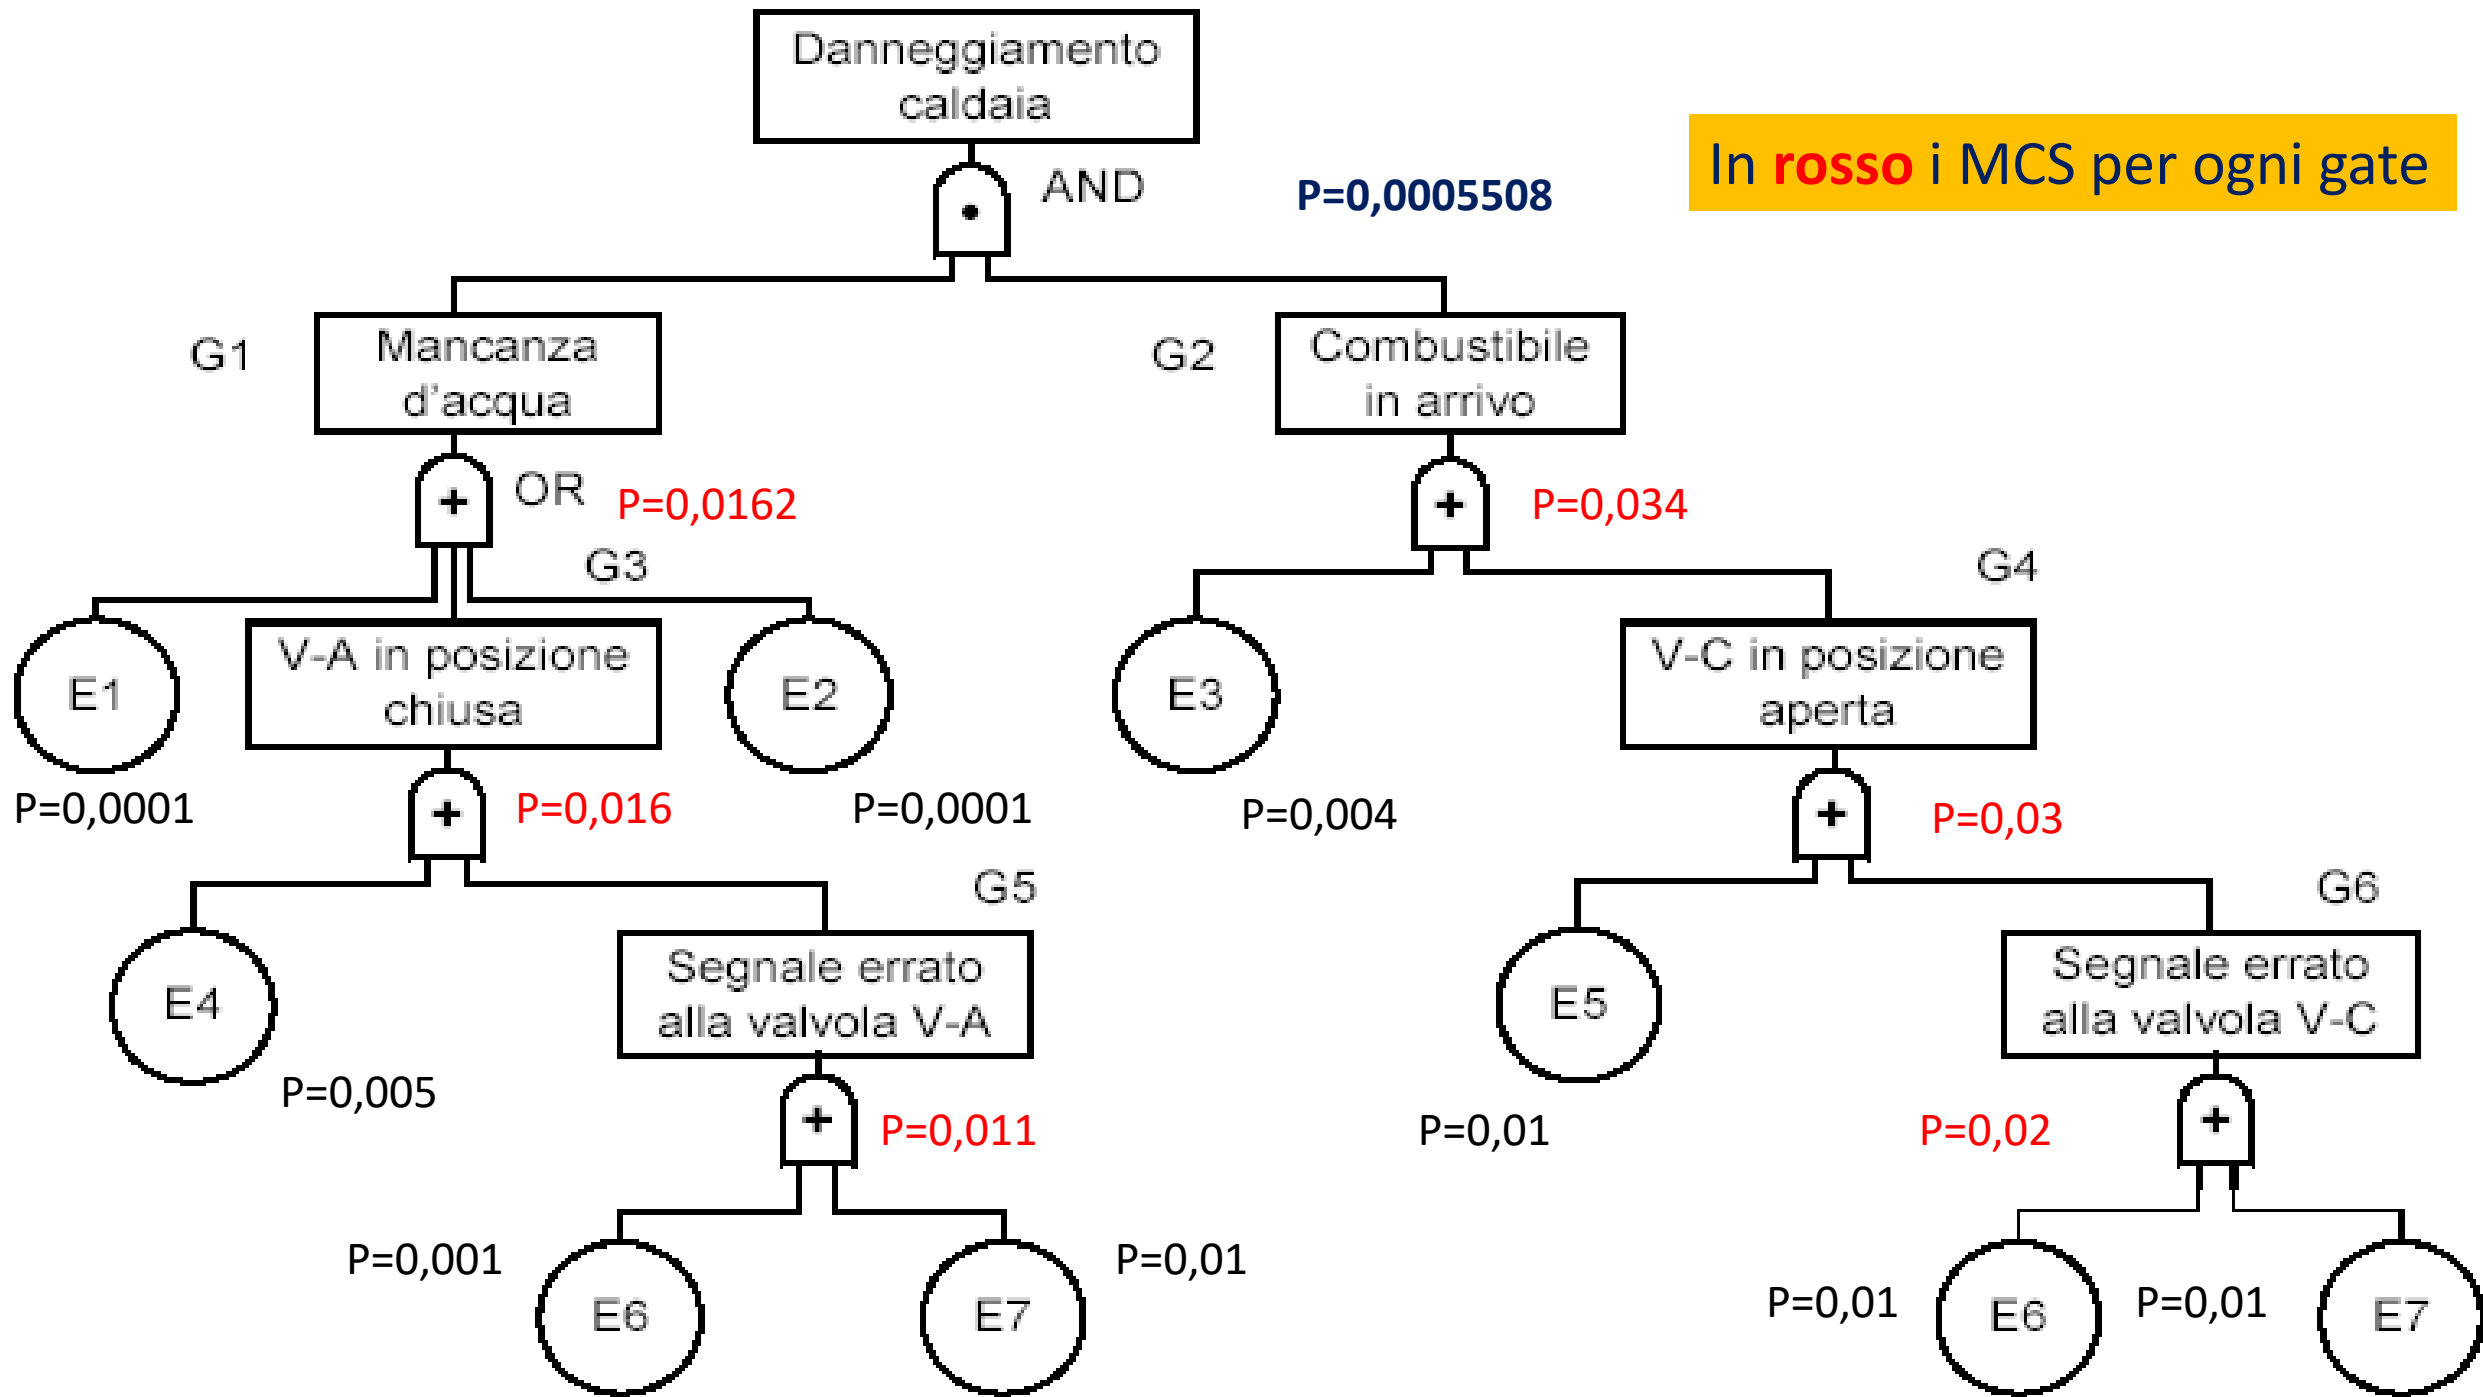 Danneggiamento
caldaia
In rosso i MCS per ogni gate
AND
P=0,0005508
G1
Mancanza
d'acqua
G2
Combustibile
in arrivo
+
OR
P=0,0162
+
P=0,034
G3
G4
E1
V-A in posizione
chiusa
E2
E3
V-C in posizione
aperta
P=0,0001
+
P=0,016
P=0,0001
P=0,004
+
P=0,03
G5
G6
E4
Segnale errato
alla valvola V-A
E5
Segnale errato
alla valvola V-C
P=0,005
+
P=0,011
P=0,01
P=0,02
+
P=0,001
E6
E7
P=0,01
P=0,01
E6
P=0,01
E7